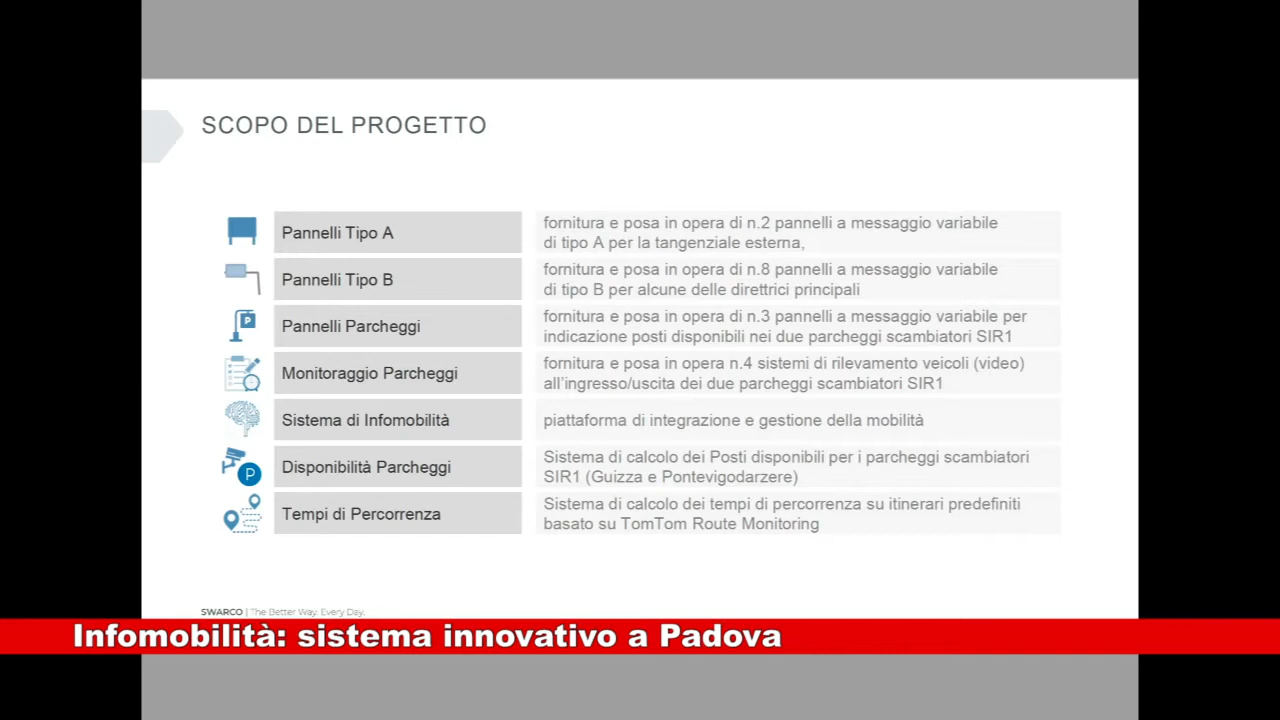 SCOPO DEL PROGETTO
Pannelli Tipo A
fornitura e posa in opera di n.2 pannelli a messaggio variabile
di tipo A per la tangenziale esterna,
Pannelli Tipo B
fornitura e posa in opera di n.8 pannelli a messaggio variabile
di tipo B per alcune delle direttrici principali
P
Pannelli Parcheggi
fornitura e posa in opera di n.3 pannelli a messaggio variabile per
indicazione posti disponibili nei due parcheggi scambiatori SIR1
Monitoraggio Parcheggi
fornitura e posa in opera n.4 sistemi di rilevamento veicoli (video)
all'ingresso/uscita dei due parcheggi scambiatori SIR1
Sistema di Infomobilità
piattaforma di integrazione e gestione della mobilità
P
Disponibilità Parcheggi
Sistema di calcolo dei Posti disponibili per i parcheggi scambiatori
SIR1 (Guizza e Pontevigodarzere)
Tempi di Percorrenza
Sistema di calcolo dei tempi di percorrenza su itinerari predefiniti
basato su TomTom Route Monitoring
SWARCO | The Better Way. Every Day.
Infomobilità: sistema innovativo a Padova